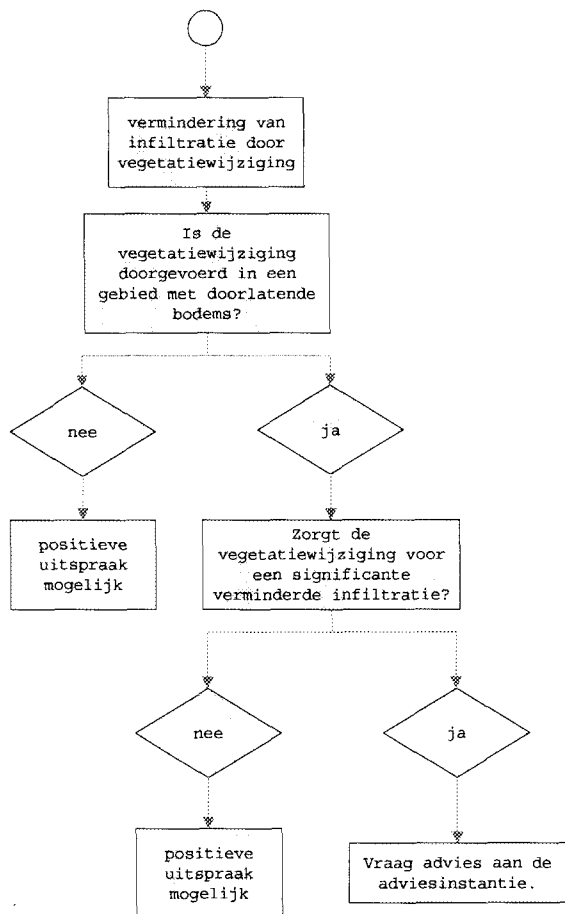 vermindering van
infiltratie door
vegetatiewijziging
Is de
vegetatiewijziging
doorgevoerd in een
gebied met doorlatende
bodems?
nee
ja
positieve
uitspraak
mogelijk
Zorgt de
vegetatiewijziging voor
een significante
verminderde infiltratie?
nee
ja
positieve
uitspraak
mogelijk
Vraag advies aan de
adviesinstantie.